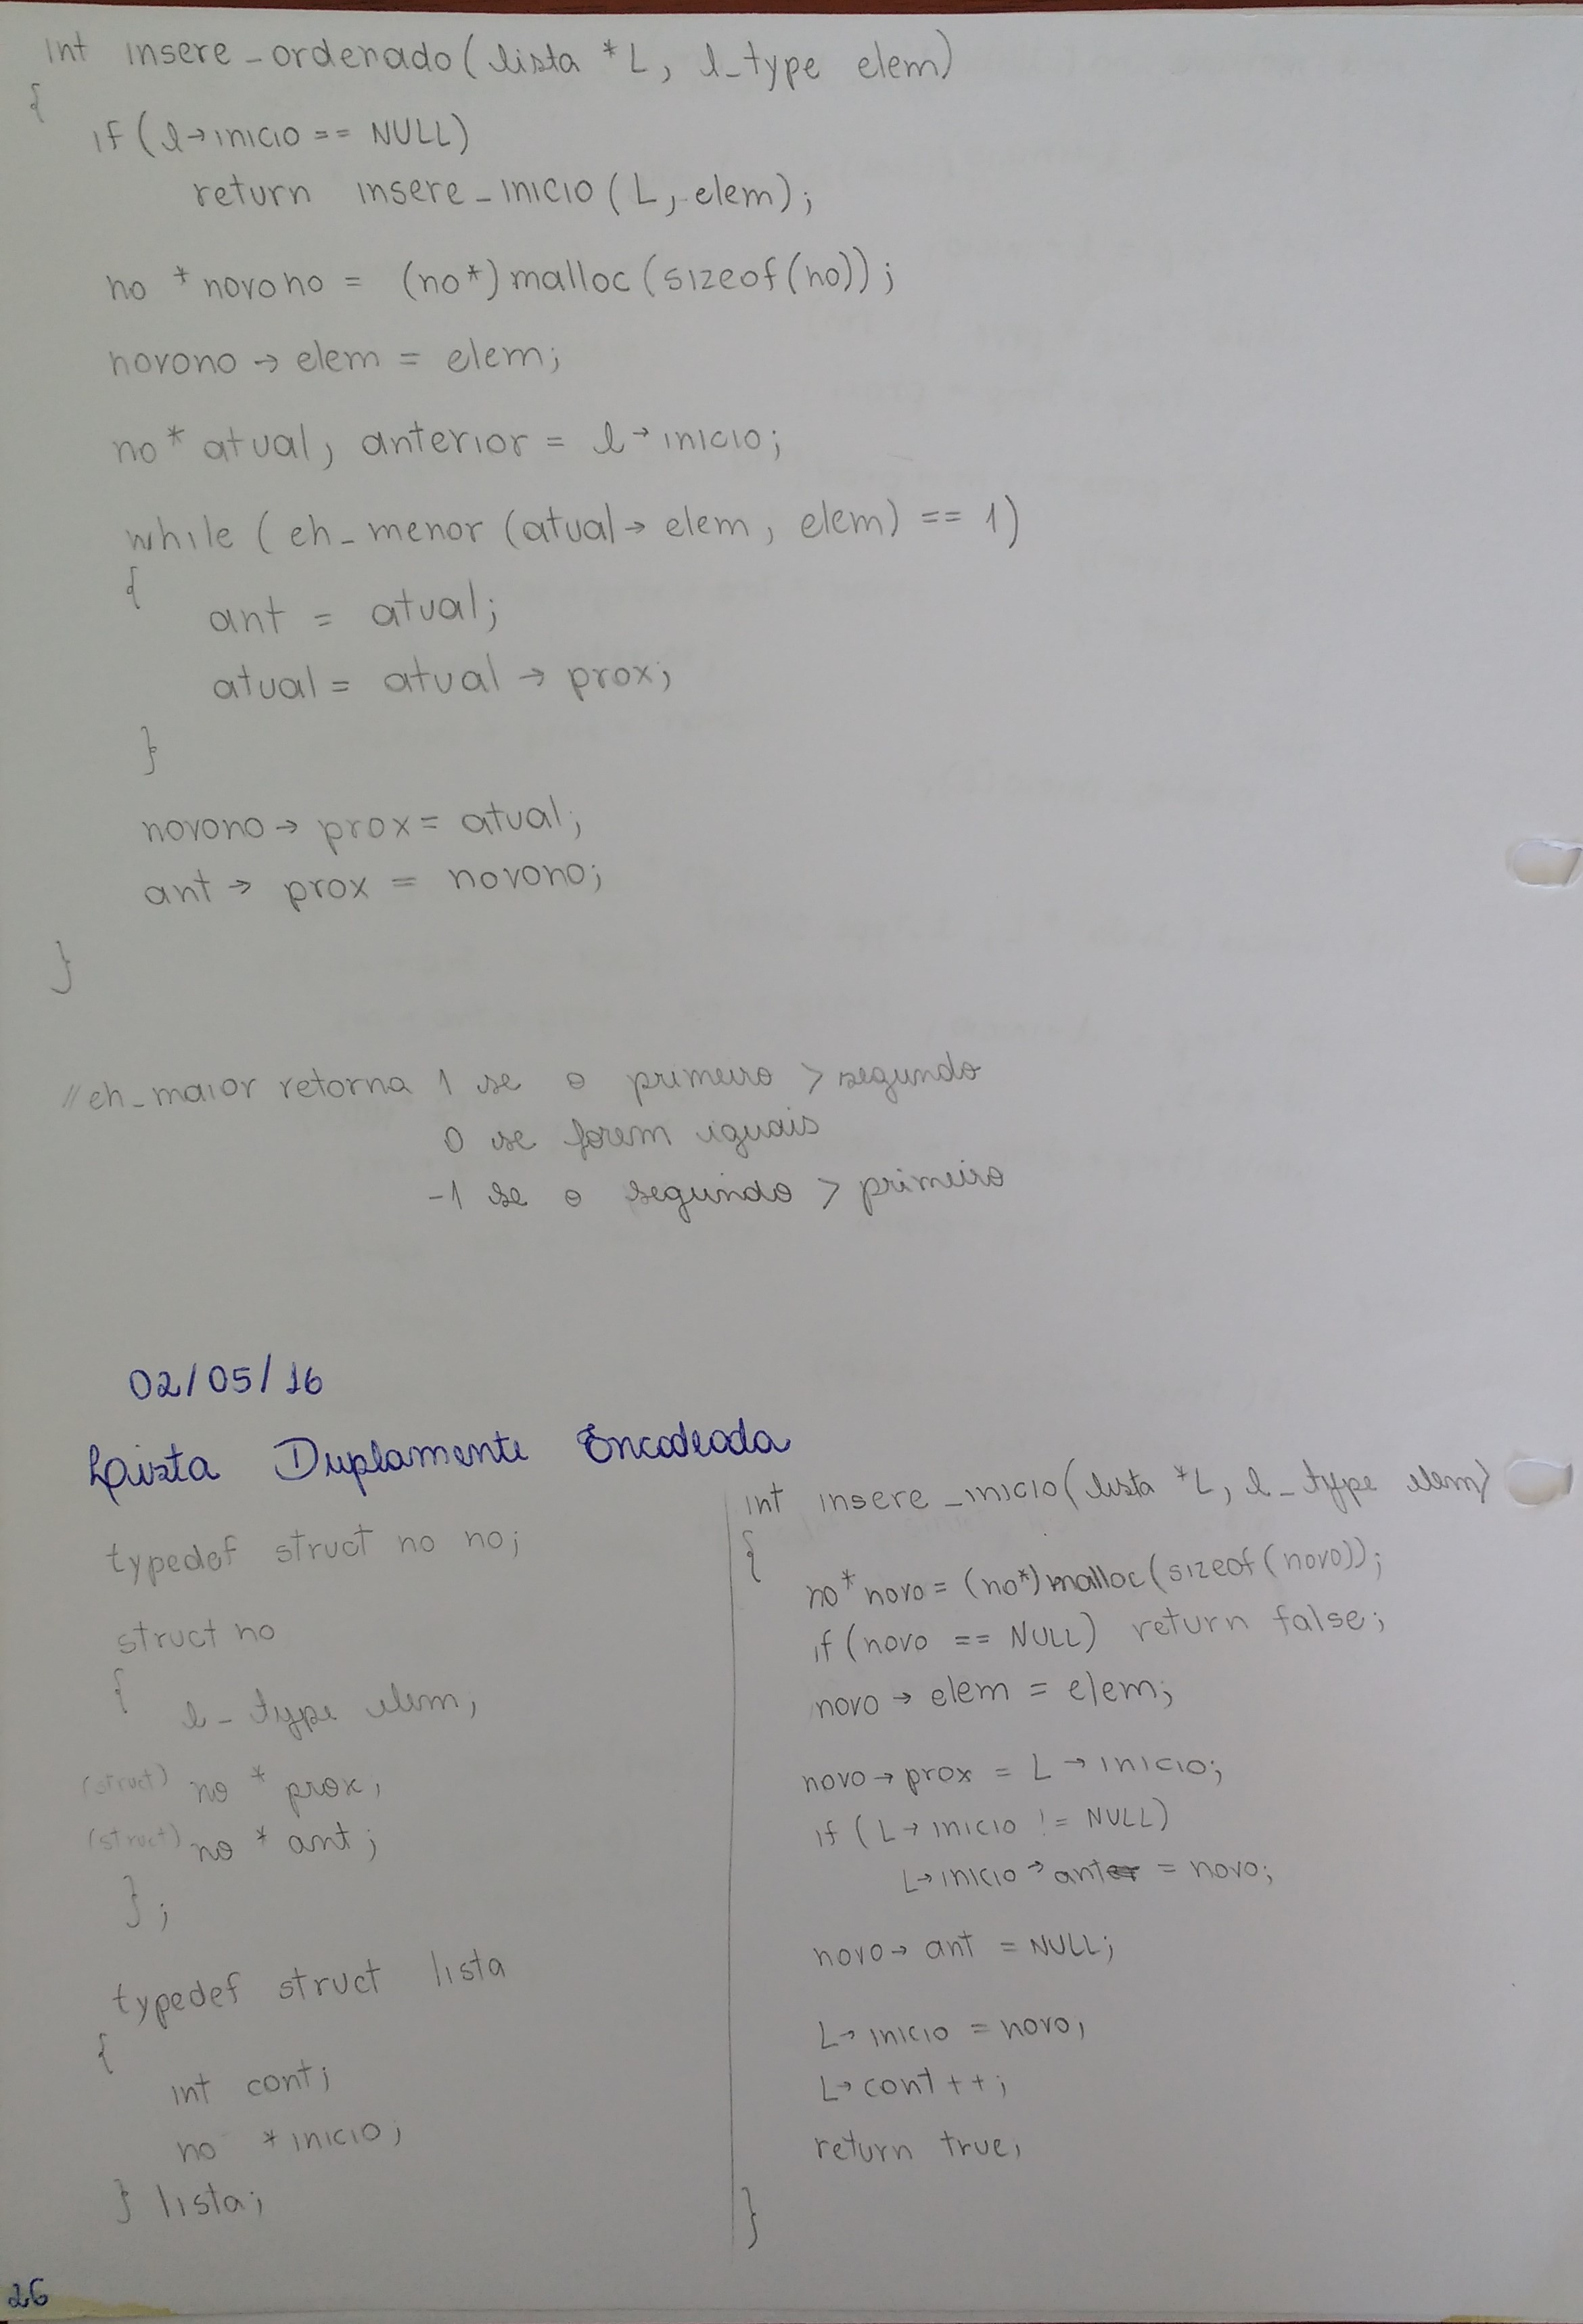 int insere_ordenado(lista *L, l_type elem)
{
if(l→inicio == NULL)
return insere_inicio(L, elem);
no *novono = (no*)malloc(sizeof(no));
novono → elem = elem;
no* atual, anterior = l→inicio;
while (eh_menor (atual→ elem, elem) == 1)
{
ant = atual;
atual = atual → prox;
}
novono→ prox = atual;
ant→ prox = novono;
}
//eh_maior retorna 1 se o primeiro > segundo
0 se forem iguais
-1 se o segundo > primeiro
02/05/16
Lista Duplamente Encadeada
typedef struct no no;
struct no
{
l_type elem;
(struct) no * prox;
(struct) no * ant;
};
typedef struct lista
{
int cont;
no *inicio;
} lista;
int insere_inicio(lista *L, l_type elem)
{
no* novo = (no*)malloc(sizeof(novo));
if (novo == NULL) return false;
novo → elem = elem;
novo→ prox = L → inicio;
if (L→ inicio != NULL)
L→inicio→ant = novo;
novo→ ant = NULL;
L→ inicio = novo;
L→ cont ++;
return true;
}
26